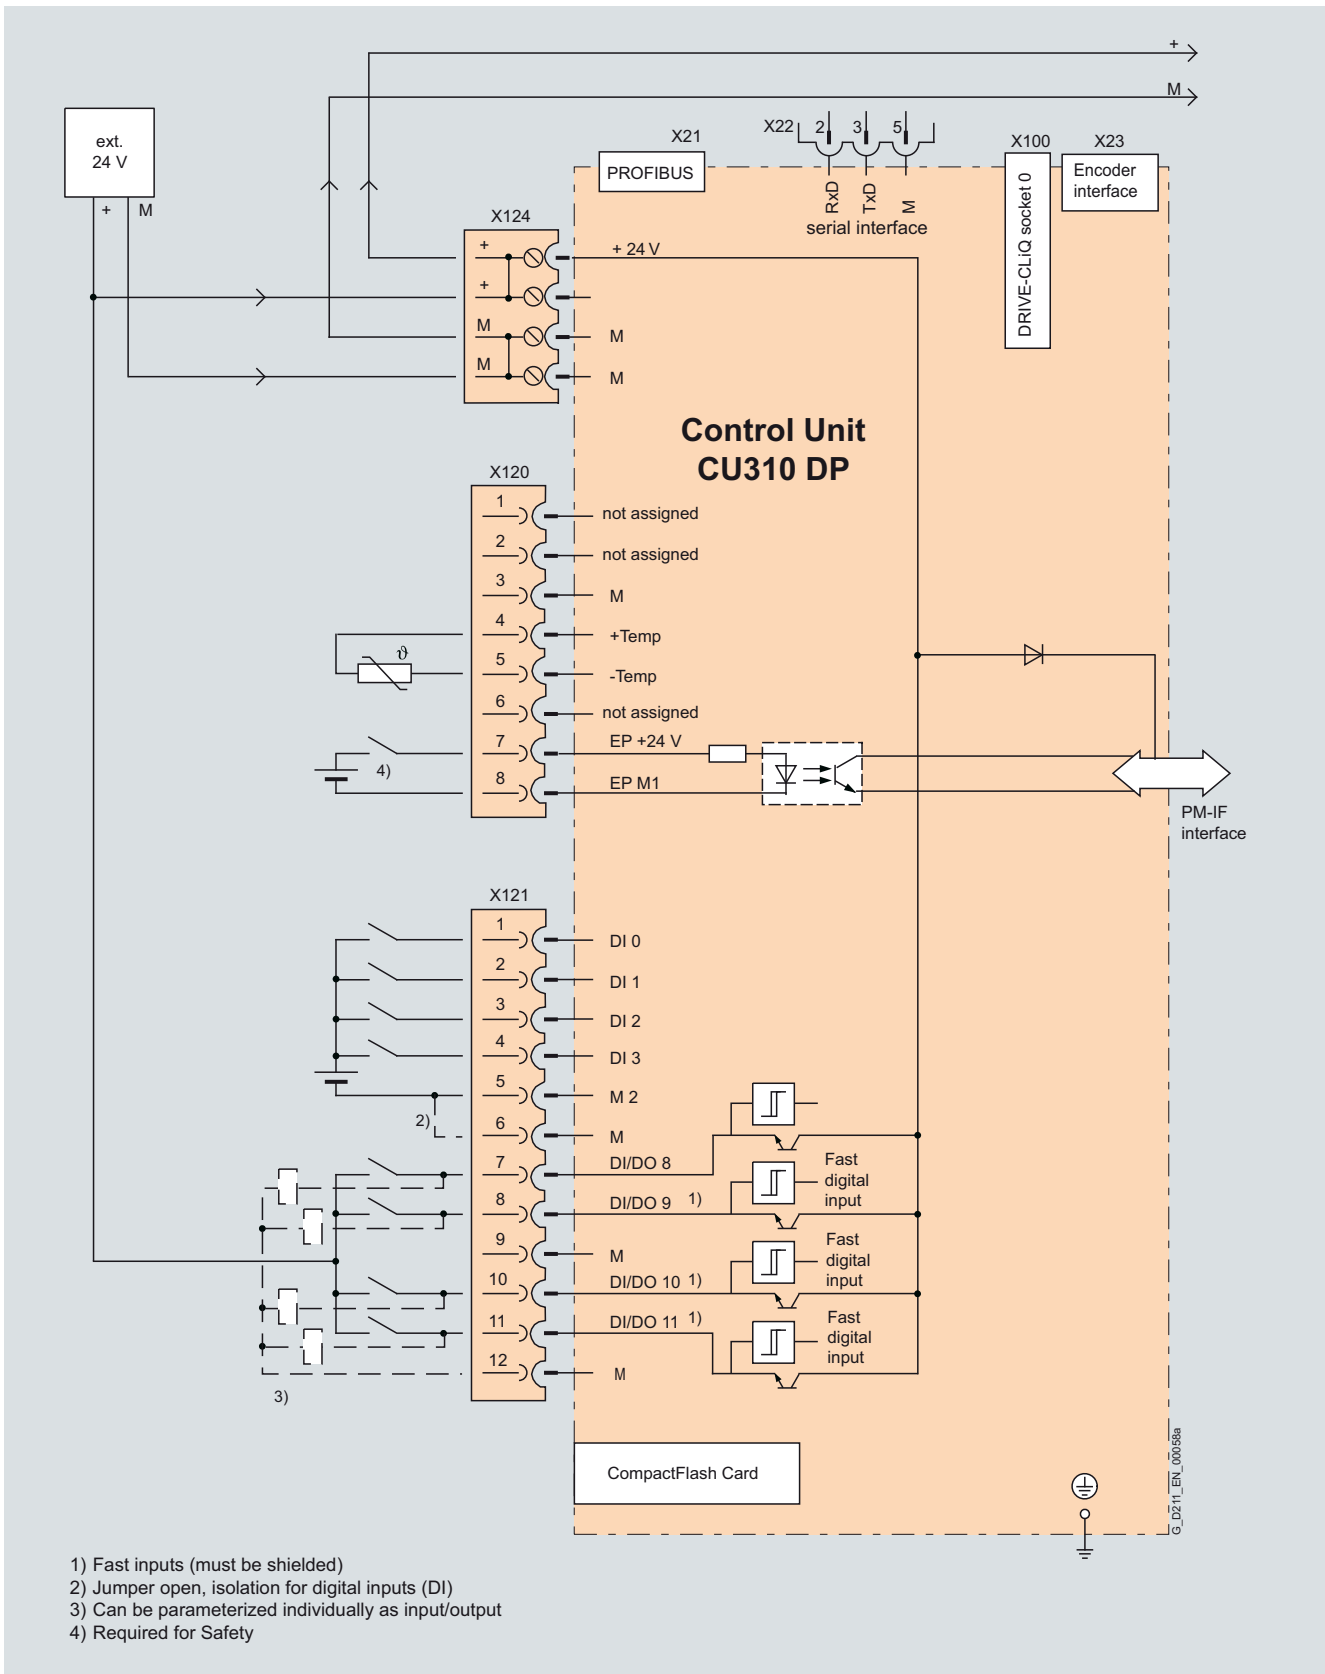 +
M
ext.
24 V
+ M
X21
PROFIBUS
X22
2 3 5
RxD
TxD
M
serial interface
X100
DRIVE-CLiQ socket 0
X23
Encoder
interface
X124
+
+ 24 V
+
M
M
M
M
Control Unit
CU310 DP
X120
1 not assigned
2 not assigned
3 M
4 +Temp
ϑ
5 -Temp
6 not assigned
7 EP +24 V
4)
8 EP M1
PM-IF
interface
X121
1 DI 0
2 DI 1
3 DI 2
4 DI 3
5 M 2
2)
6 M
7 DI/DO 8
Fast
digital
input
8 DI/DO 9 1)
9 M
Fast
digital
input
10 DI/DO 10 1)
11 DI/DO 11 1)
Fast
digital
input
12 M
3)
CompactFlash Card
G_D211_EN_00058a
1) Fast inputs (must be shielded)
2) Jumper open, isolation for digital inputs (DI)
3) Can be parameterized individually as input/output
4) Required for Safety